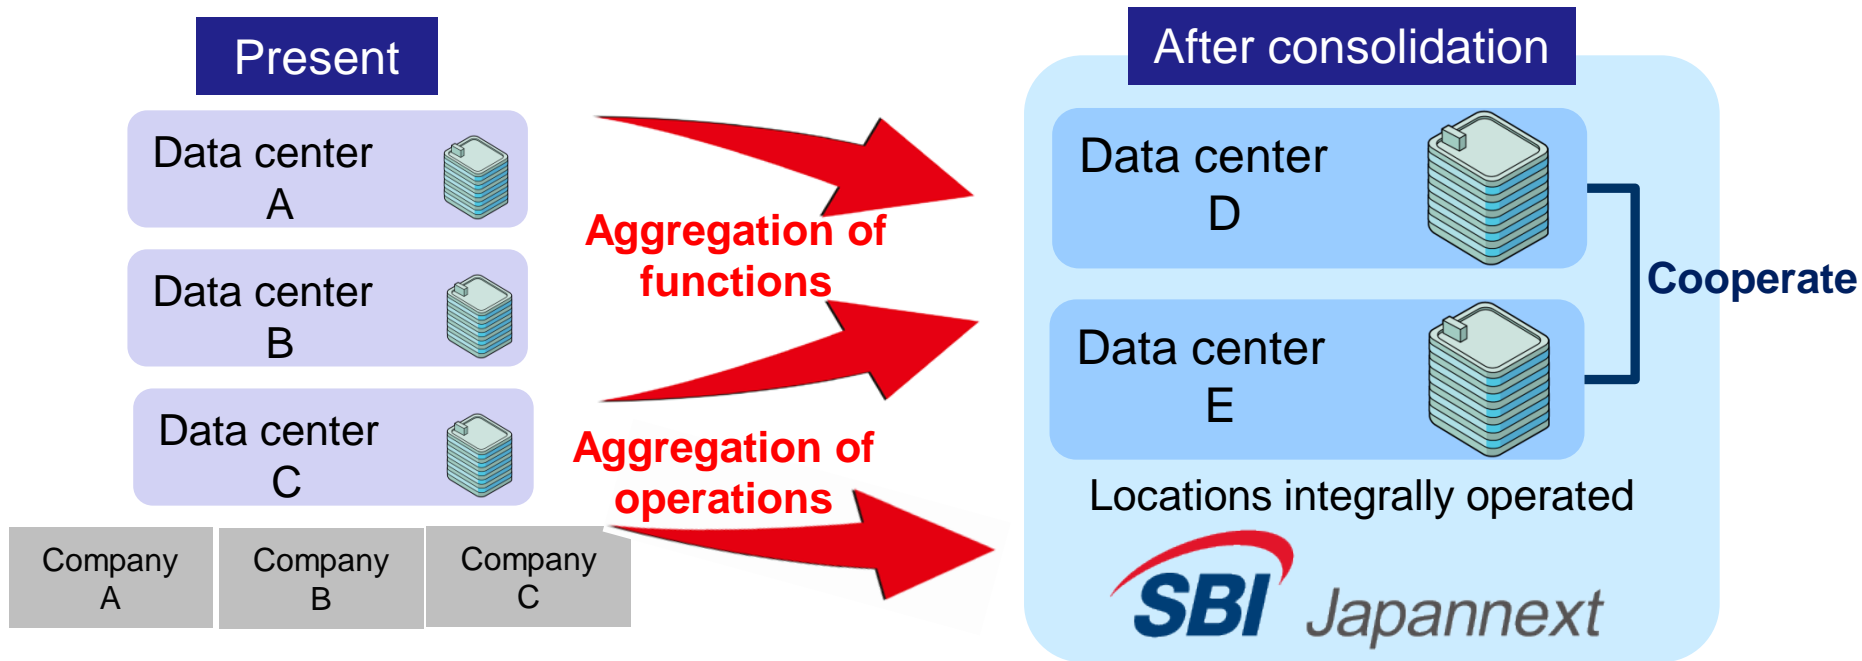 Present
Data center
A
Data center
B
Data center
C
Company
A
Company
B
Company
C
Aggregation of
functions
Aggregation of
operations
After consolidation
Data center
D
Data center
E
Cooperate
Locations integrally operated
SBI Japannext